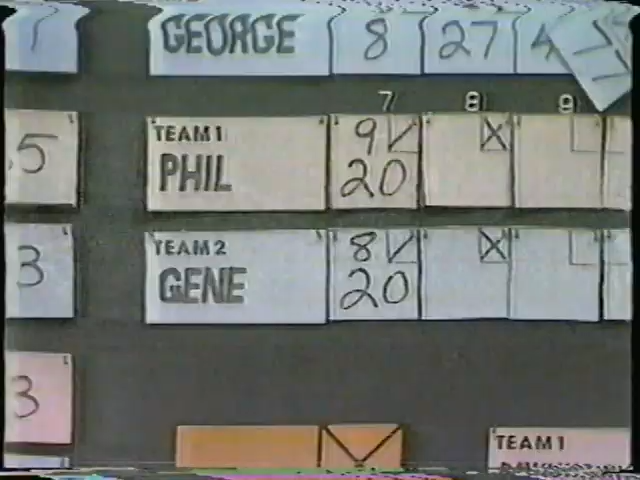 GEORGE 8 27 4
7 8 9
5 TEAM 1 9 / X
PHIL 20
3 TEAM 2 8 / X
GENE 20
3
TEAM 1